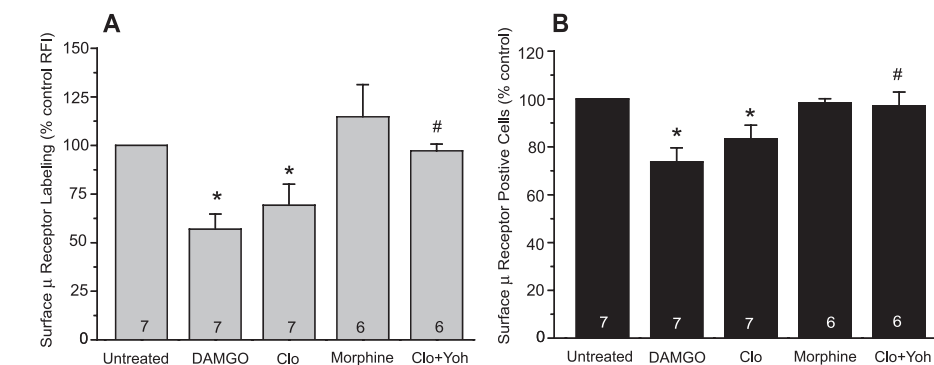 A
Surface μ Receptor Labeling (% control RFI)
150
125
100
75
50
25
0
*
*
#
7
7
7
6
6
Untreated
DAMGO
Clo
Morphine
Clo+Yoh
B
Surface μ Receptor Postive Cells (% control)
120
100
80
60
40
20
0
*
*
#
7
7
7
6
6
Untreated
DAMGO
Clo
Morphine
Clo+Yoh